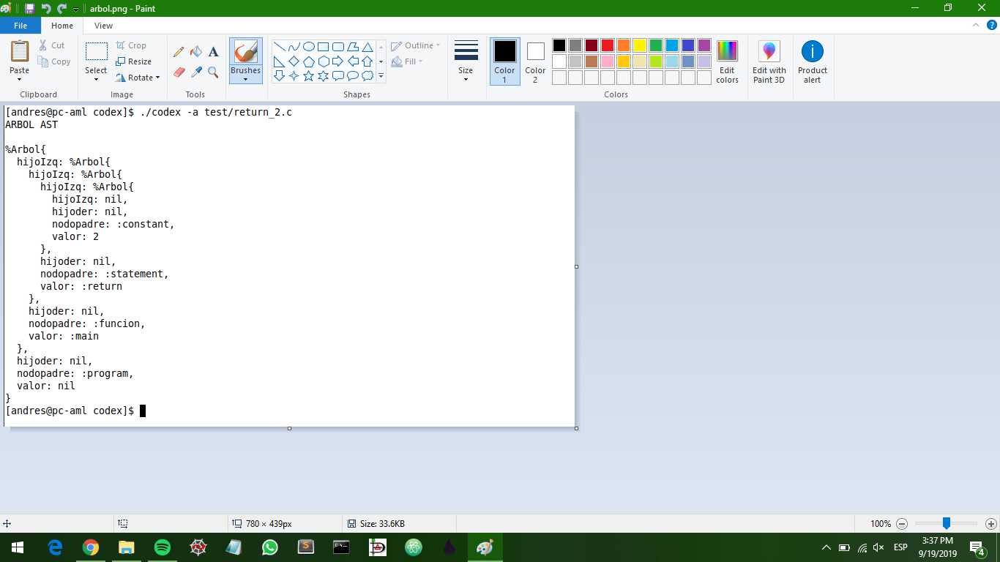 arbol.png - Paint
File Home View
Paste
Cut
Copy
Clipboard
Select
Crop
Resize
Rotate
Image
A
Tools
Brushes
Outline
Fill
Shapes
Size
Color
1
Color
2
Edit
colors
Colors
Edit with
Paint 3D
Product
alert
[andres@pc-aml codex]$ ./codex -a test/return_2.c
ARBOL AST
%Arbol{
  hijoIzq: %Arbol{
    hijoIzq: %Arbol{
      hijoIzq: %Arbol{
        hijoIzq: nil,
        hijoder: nil,
        nodopadre: :constant,
        valor: 2
      },
      hijoder: nil,
      nodopadre: :statement,
      valor: :return
    },
    hijoder: nil,
    nodopadre: :funcion,
    valor: :main
  },
  hijoder: nil,
  nodopadre: :program,
  valor: nil
}
[andres@pc-aml codex]$
780 × 439px
Size: 33.6KB
100%
ESP
3:37 PM
9/19/2019
4